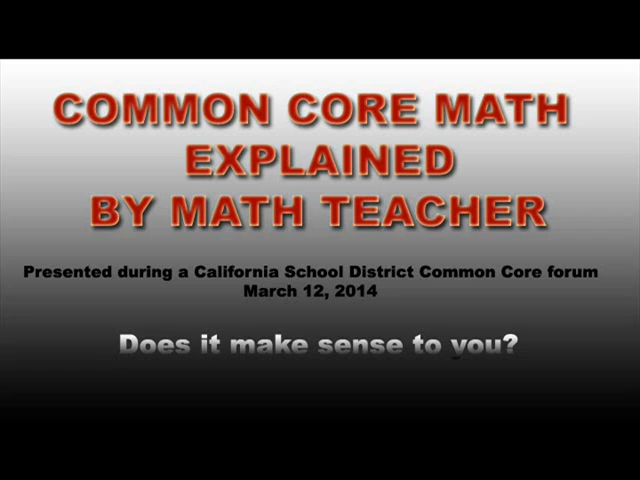 COMMON CORE MATH
EXPLAINED
BY MATH TEACHER
Presented during a California School District Common Core forum
March 12, 2014
Does it make sense to you?